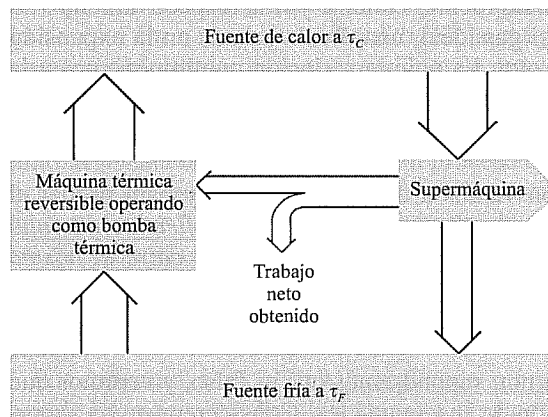 Fuente de calor a τ_C
Máquina térmica
reversible operando
como bomba
térmica
Supermáquina
Trabajo
neto
obtenido
Fuente fría a τ_F